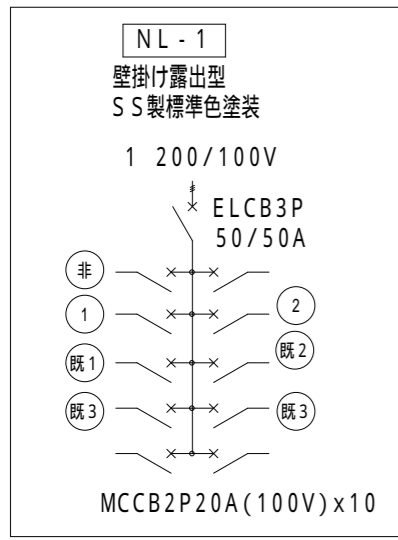 NL-1
壁掛け露出型
SS製標準色塗装
1 200/100V
ELCB3P
50/50A
非
1 2
既1 既2
既3 既3
MCCB2P20A(100V)x10